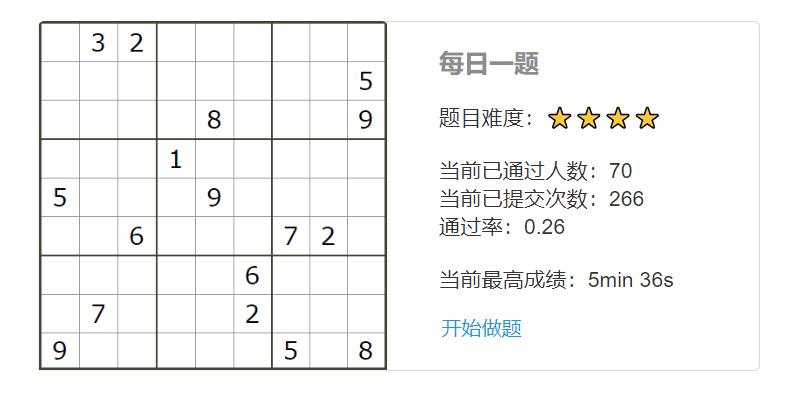 3 2
5
8 9
1
5 9
6 7 2
6
7 2
9 5 8
每日一题
题目难度：
当前已通过人数：70
当前已提交次数：266
通过率：0.26
当前最高成绩：5min 36s
开始做题